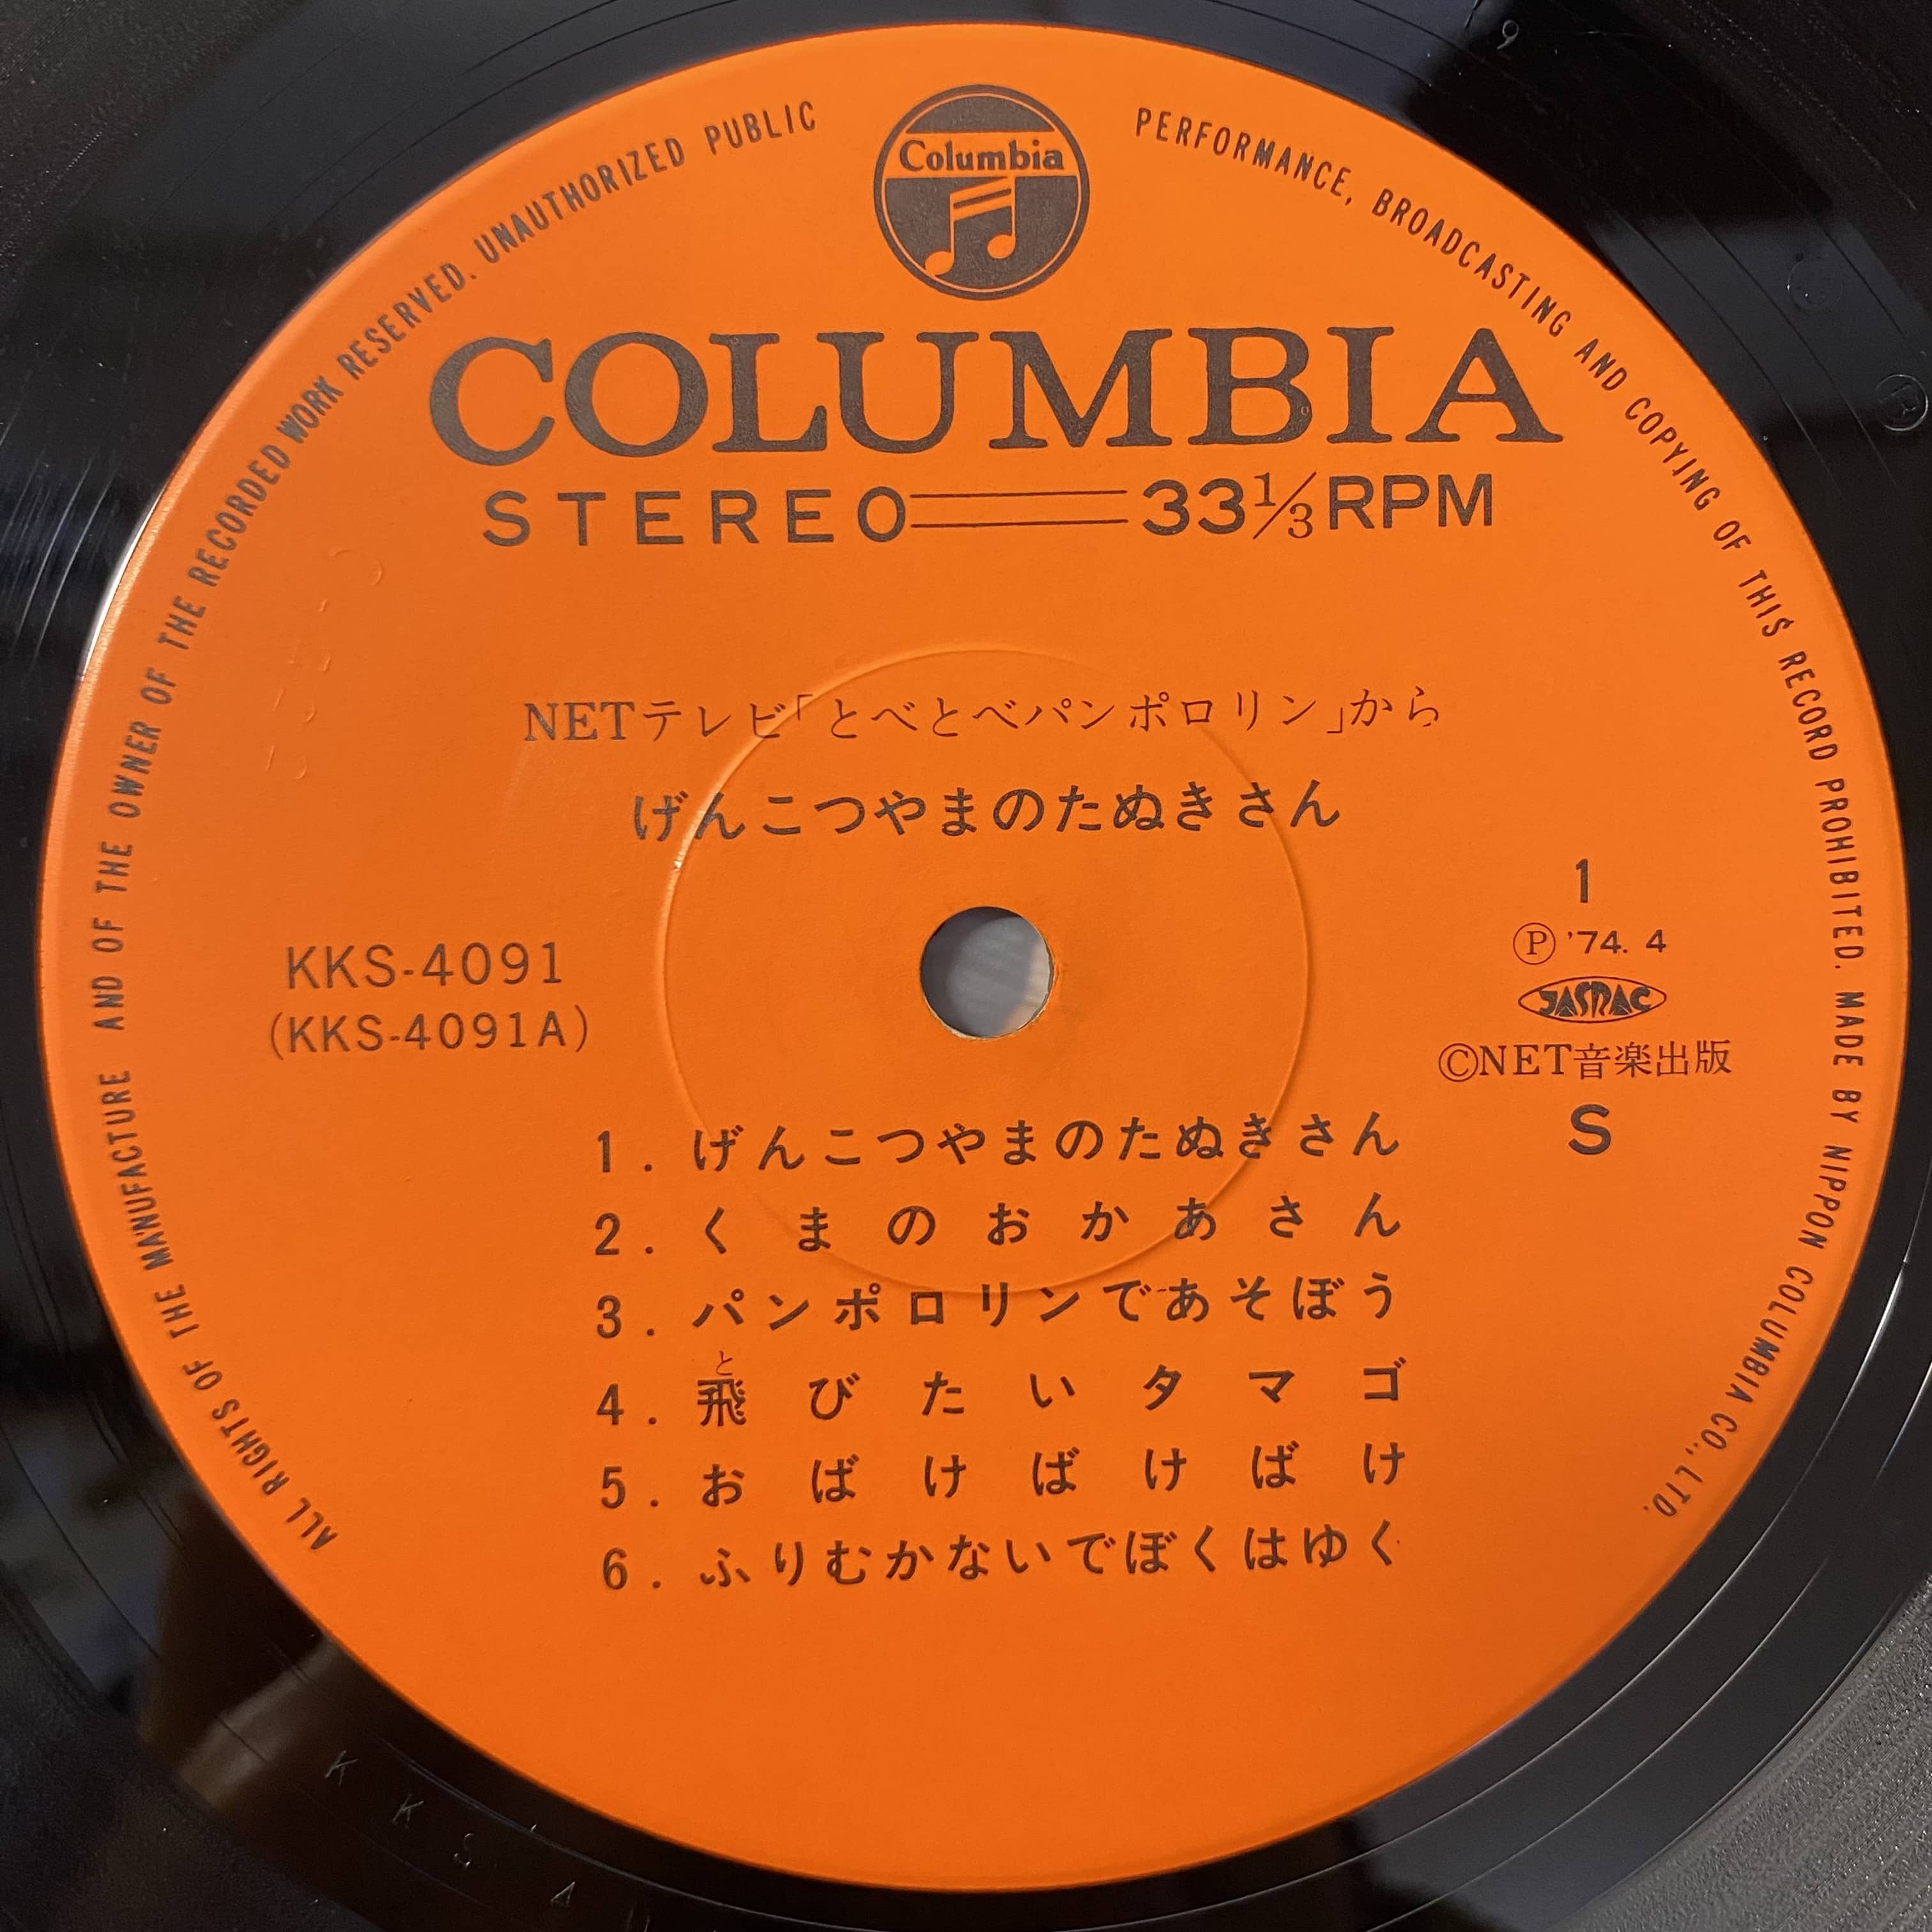 ALL RIGHTS OF THE MANUFACTURE AND OF THE OWNER OF THE RECORDED WORK RESERVED. UNAUTHORIZED PUBLIC PERFORMANCE, BROADCASTING AND COPYING OF THIS RECORD PROHIBITED. MADE BY NIPPON COLUMBIA CO., LTD.
Columbia
COLUMBIA
STEREO 33⅓ RPM
NETテレビ「とべとべパンポロリン」から
げんこつやまのたぬきさん
KKS-4091
(KKS-4091A)
1
Ⓟ '74. 4
JASRAC
©NET音楽出版
S
1. げんこつやまのたぬきさん
2. くまのおかあさん
3. パンポロリンであそぼう
と
4. 飛びたいタマゴ
5. おばけばけばけ
6. ふりむかないでぼくはゆく